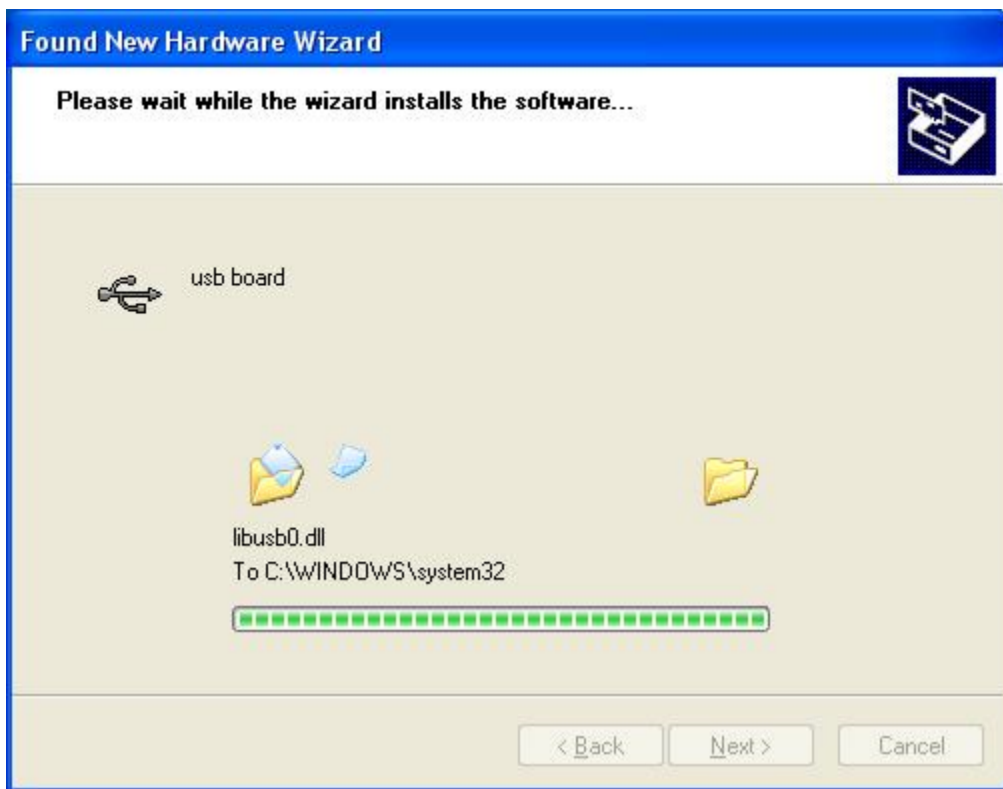 Found New Hardware Wizard
Please wait while the wizard installs the software...
usb board
libusb0.dll
To C:\WINDOWS\system32
< Back
Next >
Cancel